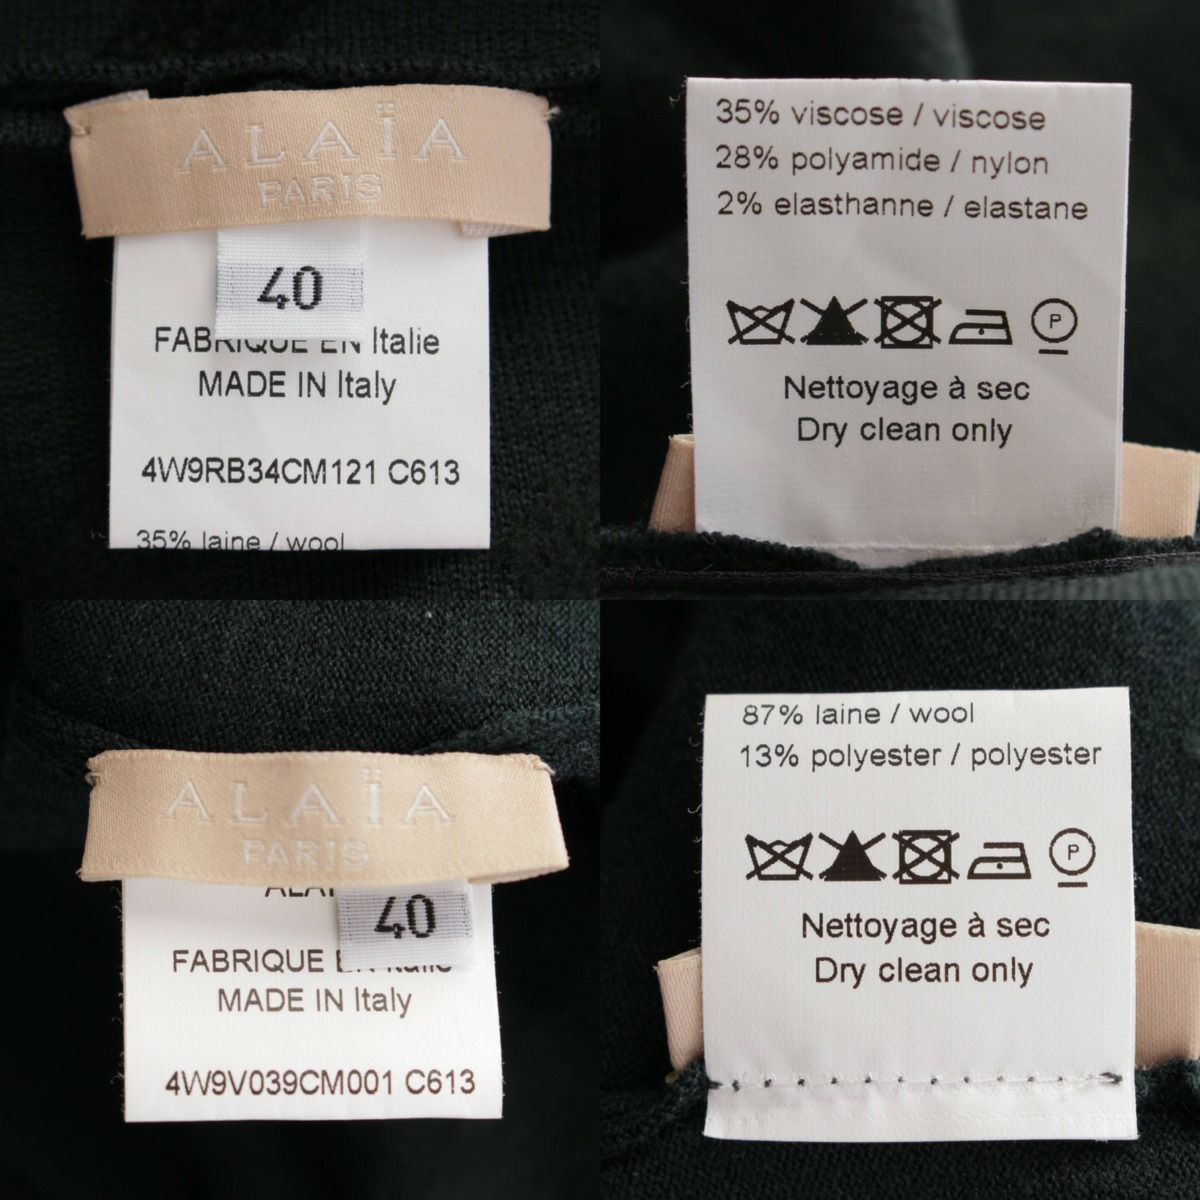 ALAÏA
PARIS
40
FABRIQUE EN Italie
MADE IN Italy
4W9RB34CM121 C613
35% laine / wool
35% viscose / viscose
28% polyamide / nylon
2% elasthanne / elastane
P
Nettoyage à sec
Dry clean only
ALAÏA
PARIS
40
FABRIQUE EN Italie
MADE IN Italy
4W9V039CM001 C613
87% laine / wool
13% polyester / polyester
P
Nettoyage à sec
Dry clean only